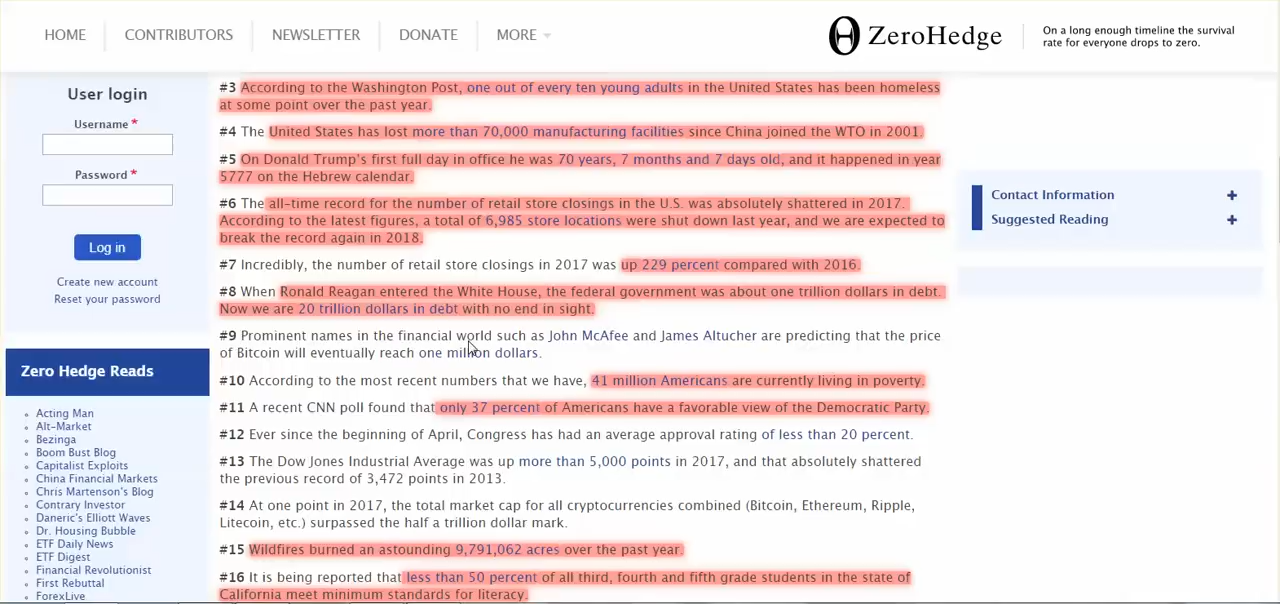 HOME
CONTRIBUTORS
NEWSLETTER
DONATE
MORE
ZeroHedge
On a long enough timeline the survival
rate for everyone drops to zero.
User login
Username *
Password *
Log in
Create new account
Reset your password
Zero Hedge Reads
Acting Man
Alt-Market
Bezinga
Boom Bust Blog
Capitalist Exploits
China Financial Markets
Chris Martenson's Blog
Contrary Investor
Daneric's Elliott Waves
Dr. Housing Bubble
ETF Daily News
ETF Digest
Financial Revolutionist
First Rebuttal
ForexLive
#3 According to the Washington Post, one out of every ten young adults in the United States has been homeless
at some point over the past year.
#4 The United States has lost more than 70,000 manufacturing facilities since China joined the WTO in 2001.
#5 On Donald Trump's first full day in office he was 70 years, 7 months and 7 days old, and it happened in year
5777 on the Hebrew calendar.
#6 The all-time record for the number of retail store closings in the U.S. was absolutely shattered in 2017.
According to the latest figures, a total of 6,985 store locations were shut down last year, and we are expected to
break the record again in 2018.
#7 Incredibly, the number of retail store closings in 2017 was up 229 percent compared with 2016.
#8 When Ronald Reagan entered the White House, the federal government was about one trillion dollars in debt.
Now we are 20 trillion dollars in debt with no end in sight.
#9 Prominent names in the financial world such as John McAfee and James Altucher are predicting that the price
of Bitcoin will eventually reach one million dollars.
#10 According to the most recent numbers that we have, 41 million Americans are currently living in poverty.
#11 A recent CNN poll found that only 37 percent of Americans have a favorable view of the Democratic Party.
#12 Ever since the beginning of April, Congress has had an average approval rating of less than 20 percent.
#13 The Dow Jones Industrial Average was up more than 5,000 points in 2017, and that absolutely shattered
the previous record of 3,472 points in 2013.
#14 At one point in 2017, the total market cap for all cryptocurrencies combined (Bitcoin, Ethereum, Ripple,
Litecoin, etc.) surpassed the half a trillion dollar mark.
#15 Wildfires burned an astounding 9,791,062 acres over the past year.
#16 It is being reported that less than 50 percent of all third, fourth and fifth grade students in the state of
California meet minimum standards for literacy.
Contact Information +
Suggested Reading +